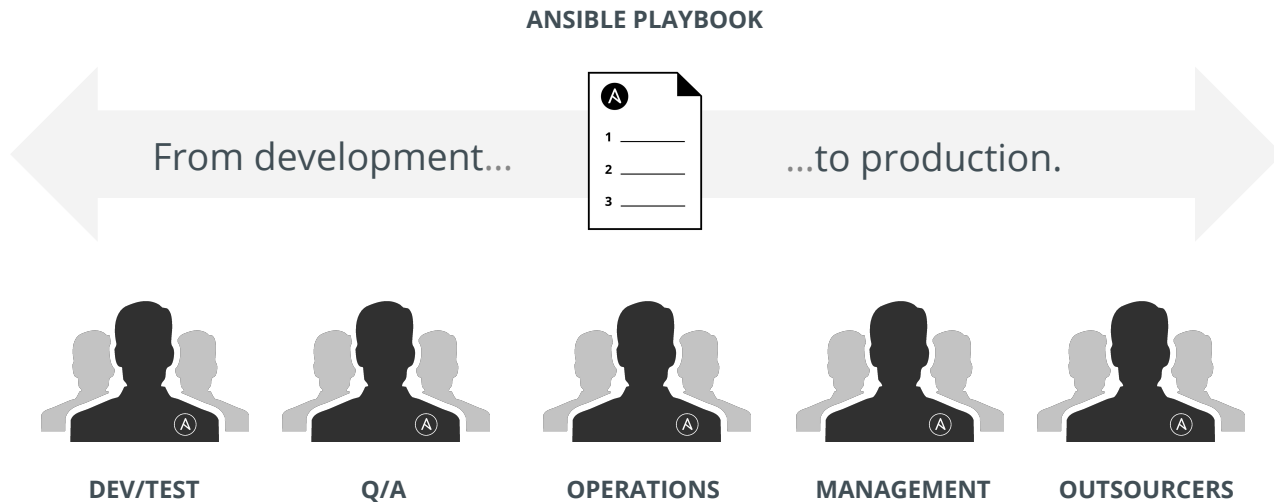 ANSIBLE PLAYBOOK
From development...
...to production.
1
2
3
DEV/TEST
Q/A
OPERATIONS
MANAGEMENT
OUTSOURCERS